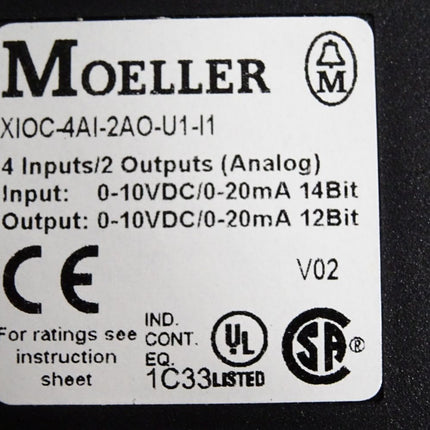 MOELLER
M
XIOC-4AI-2AO-U1-I1
4 Inputs/2 Outputs (Analog)
Input: 0-10VDC/0-20mA 14Bit
Output: 0-10VDC/0-20mA 12Bit
CE
V02
For ratings see
instruction
sheet
IND.
CONT.
EQ.
1C33
UL
LISTED
SA®